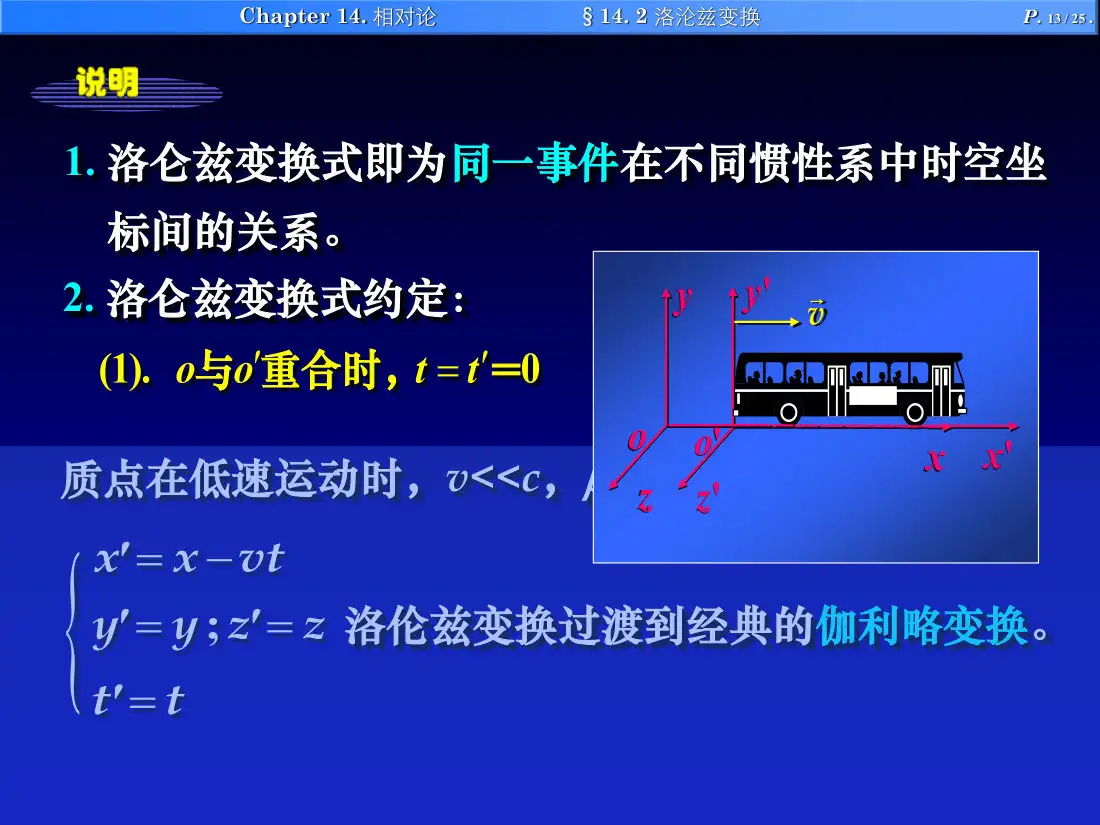 Chapter 14. 相对论 § 14. 2 洛沦兹变换 P. 13 / 25 .
说明
1. 洛仑兹变换式即为同一事件在不同惯性系中时空坐
标间的关系。
2. 洛仑兹变换式约定：
(1). o与o′重合时，t = t′＝0
y y' v⃗
o o' x x'
z z'
质点在低速运动时，v<<c，
x′= x − vt
y′= y ; z′= z 洛伦兹变换过渡到经典的伽利略变换。
t′= t